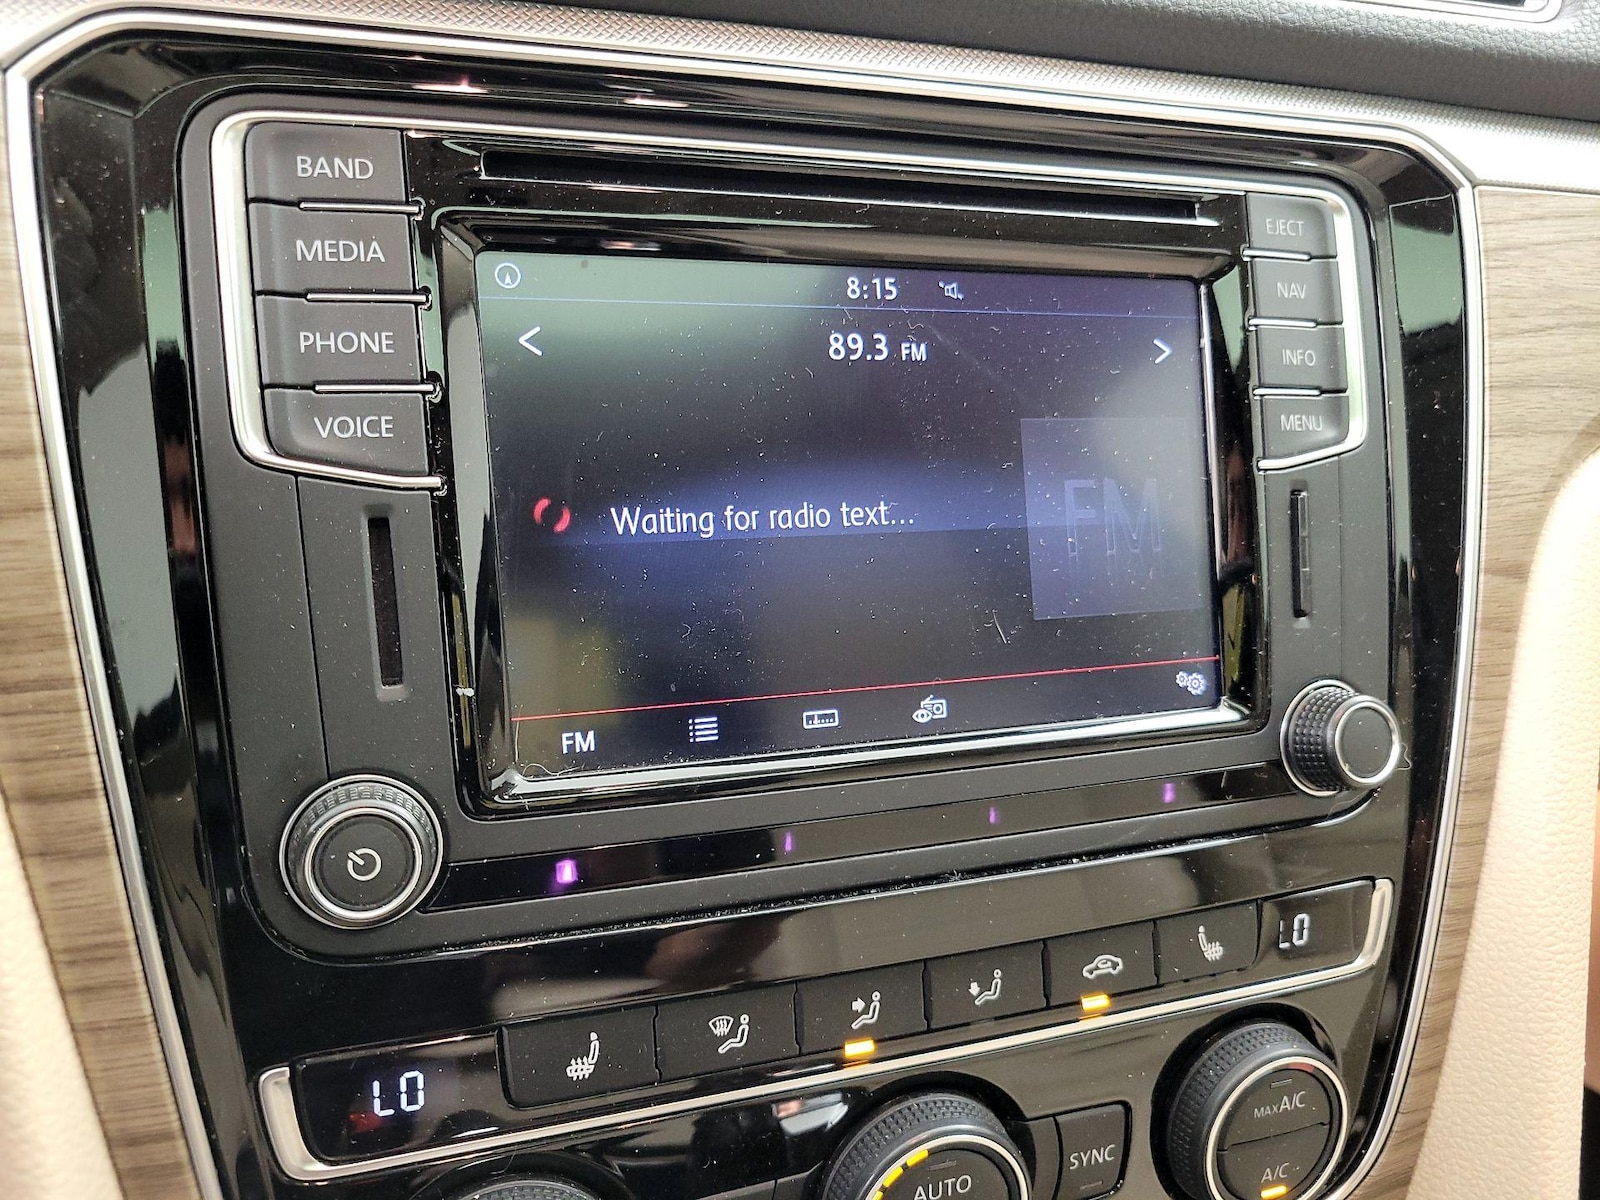 BAND
MEDIA
PHONE
VOICE
EJECT
NAV
INFO
MENU
8:15
89.3 FM
Waiting for radio text...
FM
FM
LO
LO
MAX A/C
A/C
SYNC
AUTO